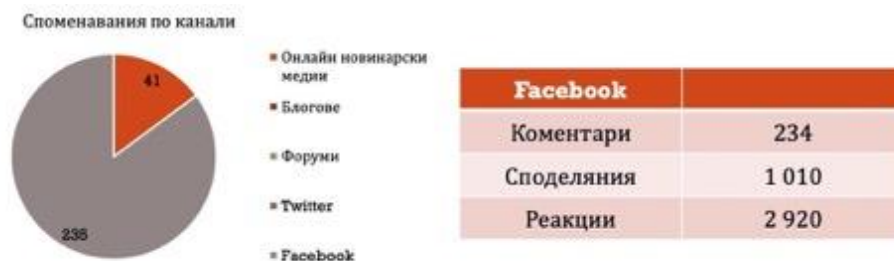 Споменавания по канали
41
235
Онлайн новинарски
медии
Блогове
Форуми
Twitter
Facebook
Facebook
Коментари 234
Споделяния 1 010
Реакции 2 920